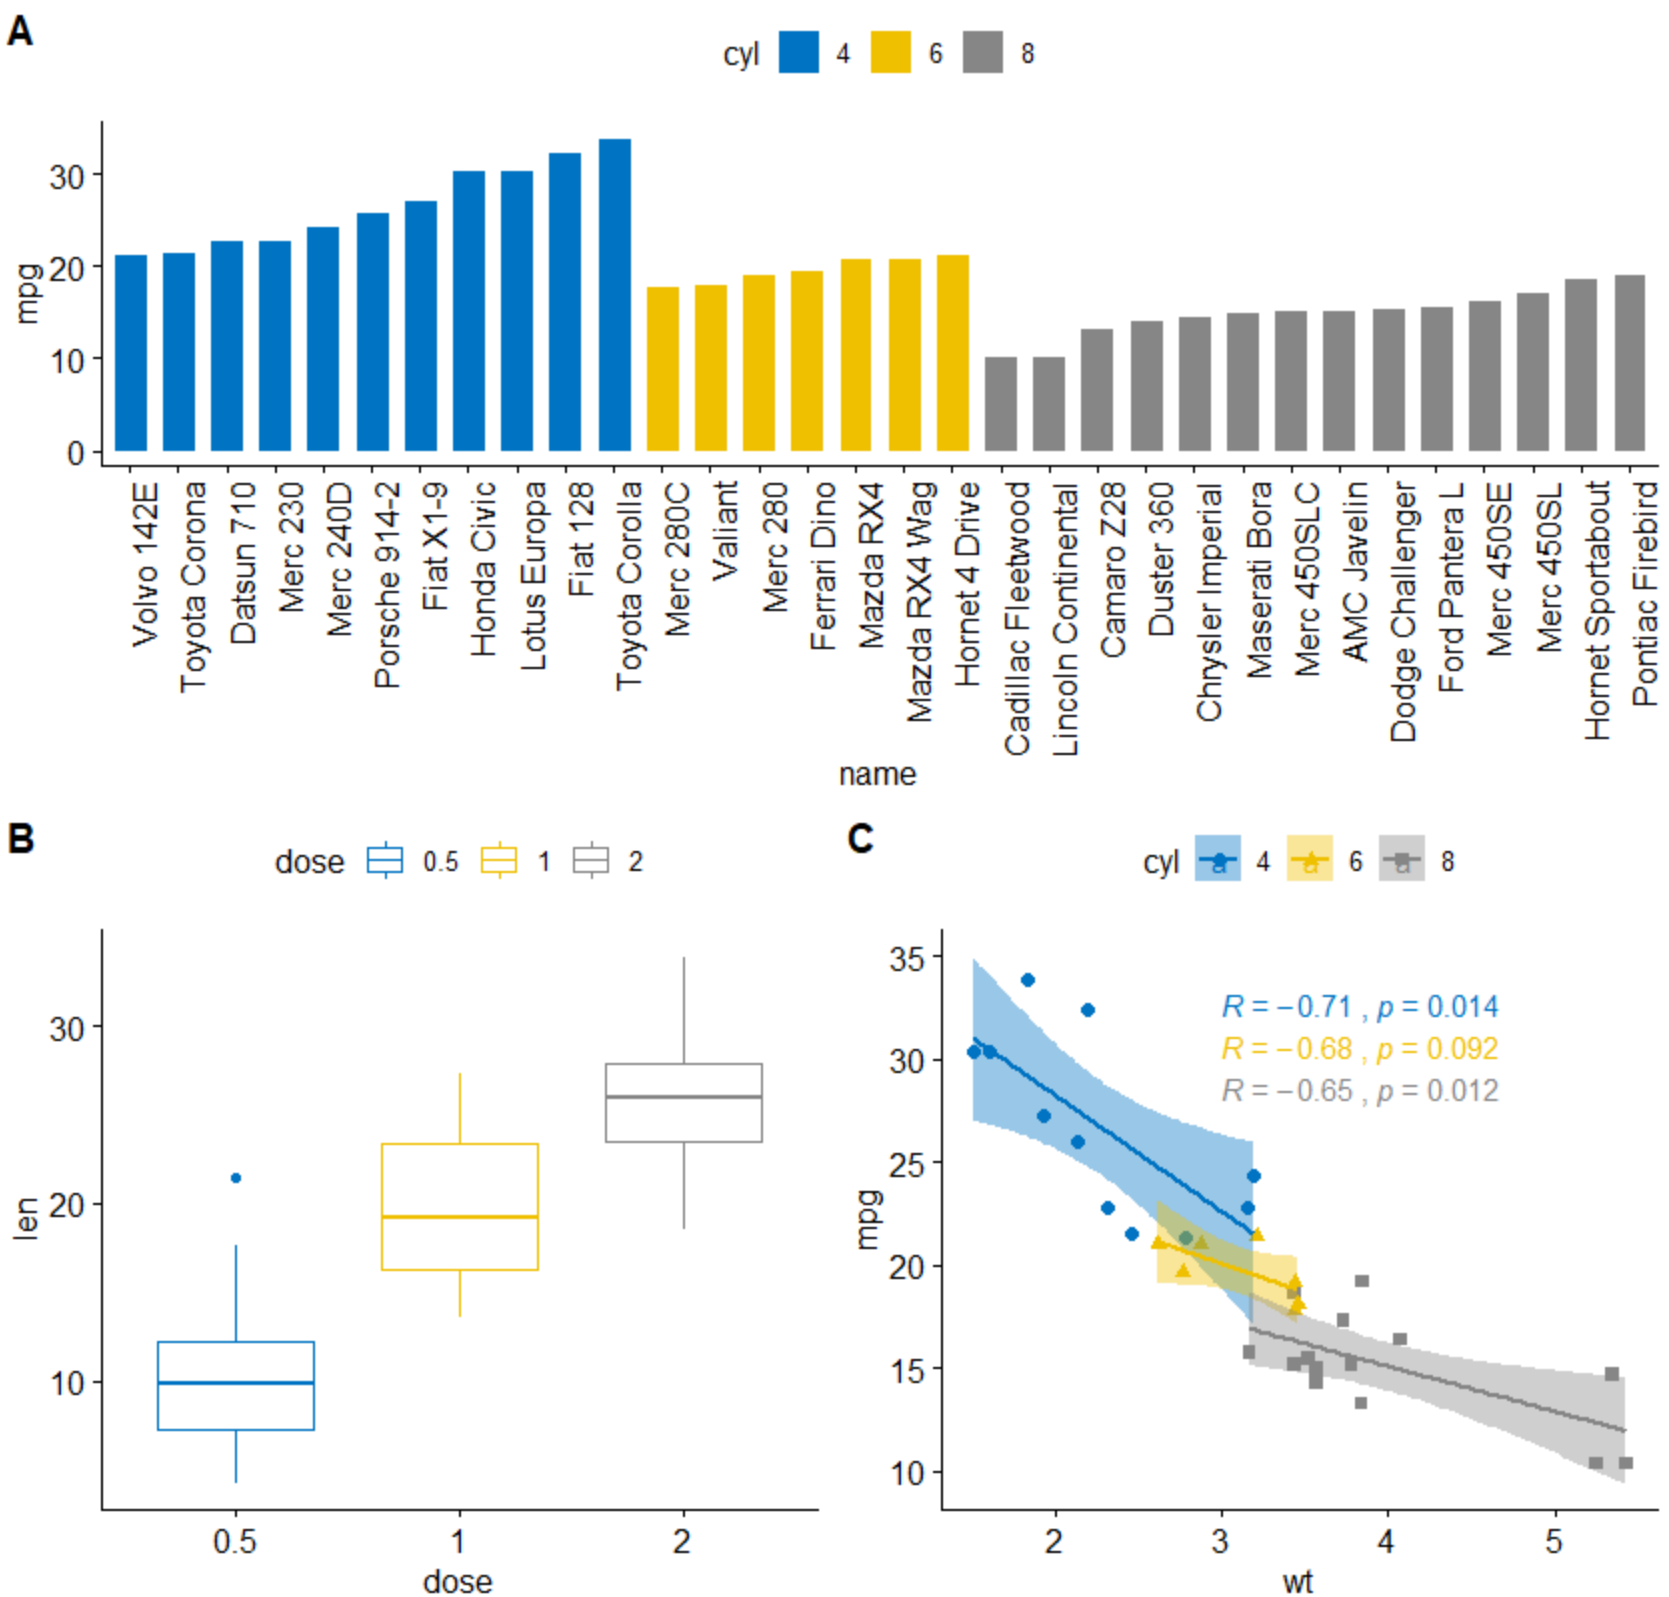 A
cyl 4 6 8
mpg
30
20
10
0
Volvo 142E
Toyota Corona
Datsun 710
Merc 230
Merc 240D
Porsche 914-2
Fiat X1-9
Honda Civic
Lotus Europa
Fiat 128
Toyota Corolla
Merc 280C
Valiant
Merc 280
Ferrari Dino
Mazda RX4
Mazda RX4 Wag
Hornet 4 Drive
Cadillac Fleetwood
Lincoln Continental
Camaro Z28
Duster 360
Chrysler Imperial
Maserati Bora
Merc 450SLC
AMC Javelin
Dodge Challenger
Ford Pantera L
Merc 450SE
Merc 450SL
Hornet Sportabout
Pontiac Firebird
name
B
dose 0.5 1 2
len
30
20
10
0.5 1 2
dose
C
cyl a 4 a 6 a 8
mpg
35
30
25
20
15
10
R = −0.71 , p = 0.014
R = −0.68 , p = 0.092
R = −0.65 , p = 0.012
2 3 4 5
wt